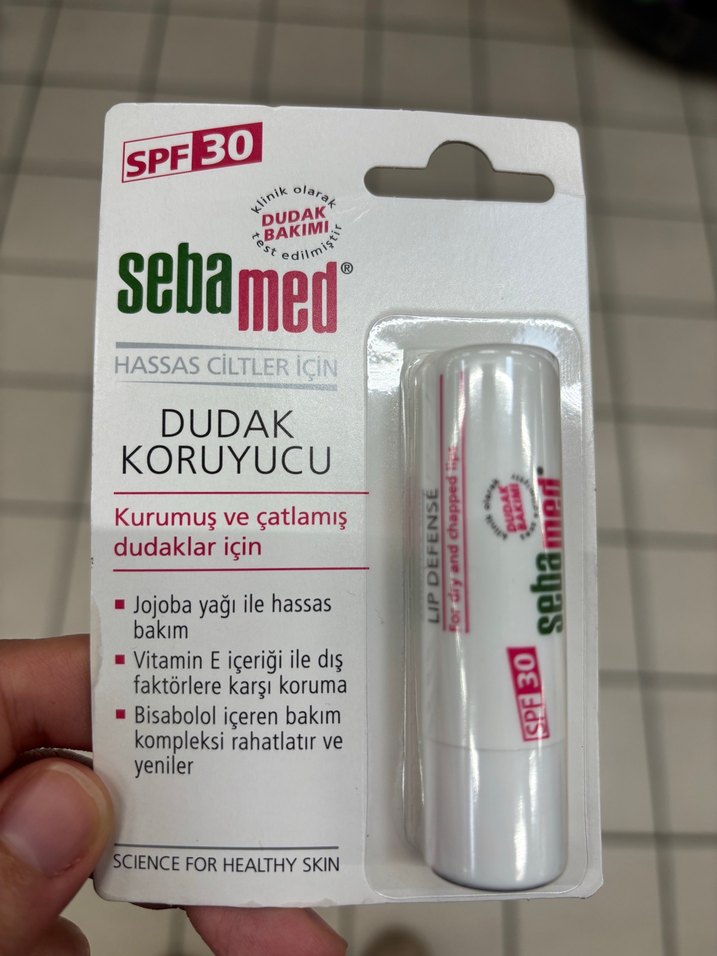 SPF 30
klinik olarak
DUDAK
BAKIMI
test edilmiştir
sebamed®
HASSAS CİLTLER İÇİN
DUDAK
KORUYUCU
Kurumuş ve çatlamış
dudaklar için
Jojoba yağı ile hassas
bakım
Vitamin E içeriği ile dış
faktörlere karşı koruma
Bisabolol içeren bakım
kompleksi rahatlatır ve
yeniler
SCIENCE FOR HEALTHY SKIN
LIP DEFENSE
for dry and chapped lips
klinik olarak
DUDAK
BAKIMI
sebamed®
SPF 30